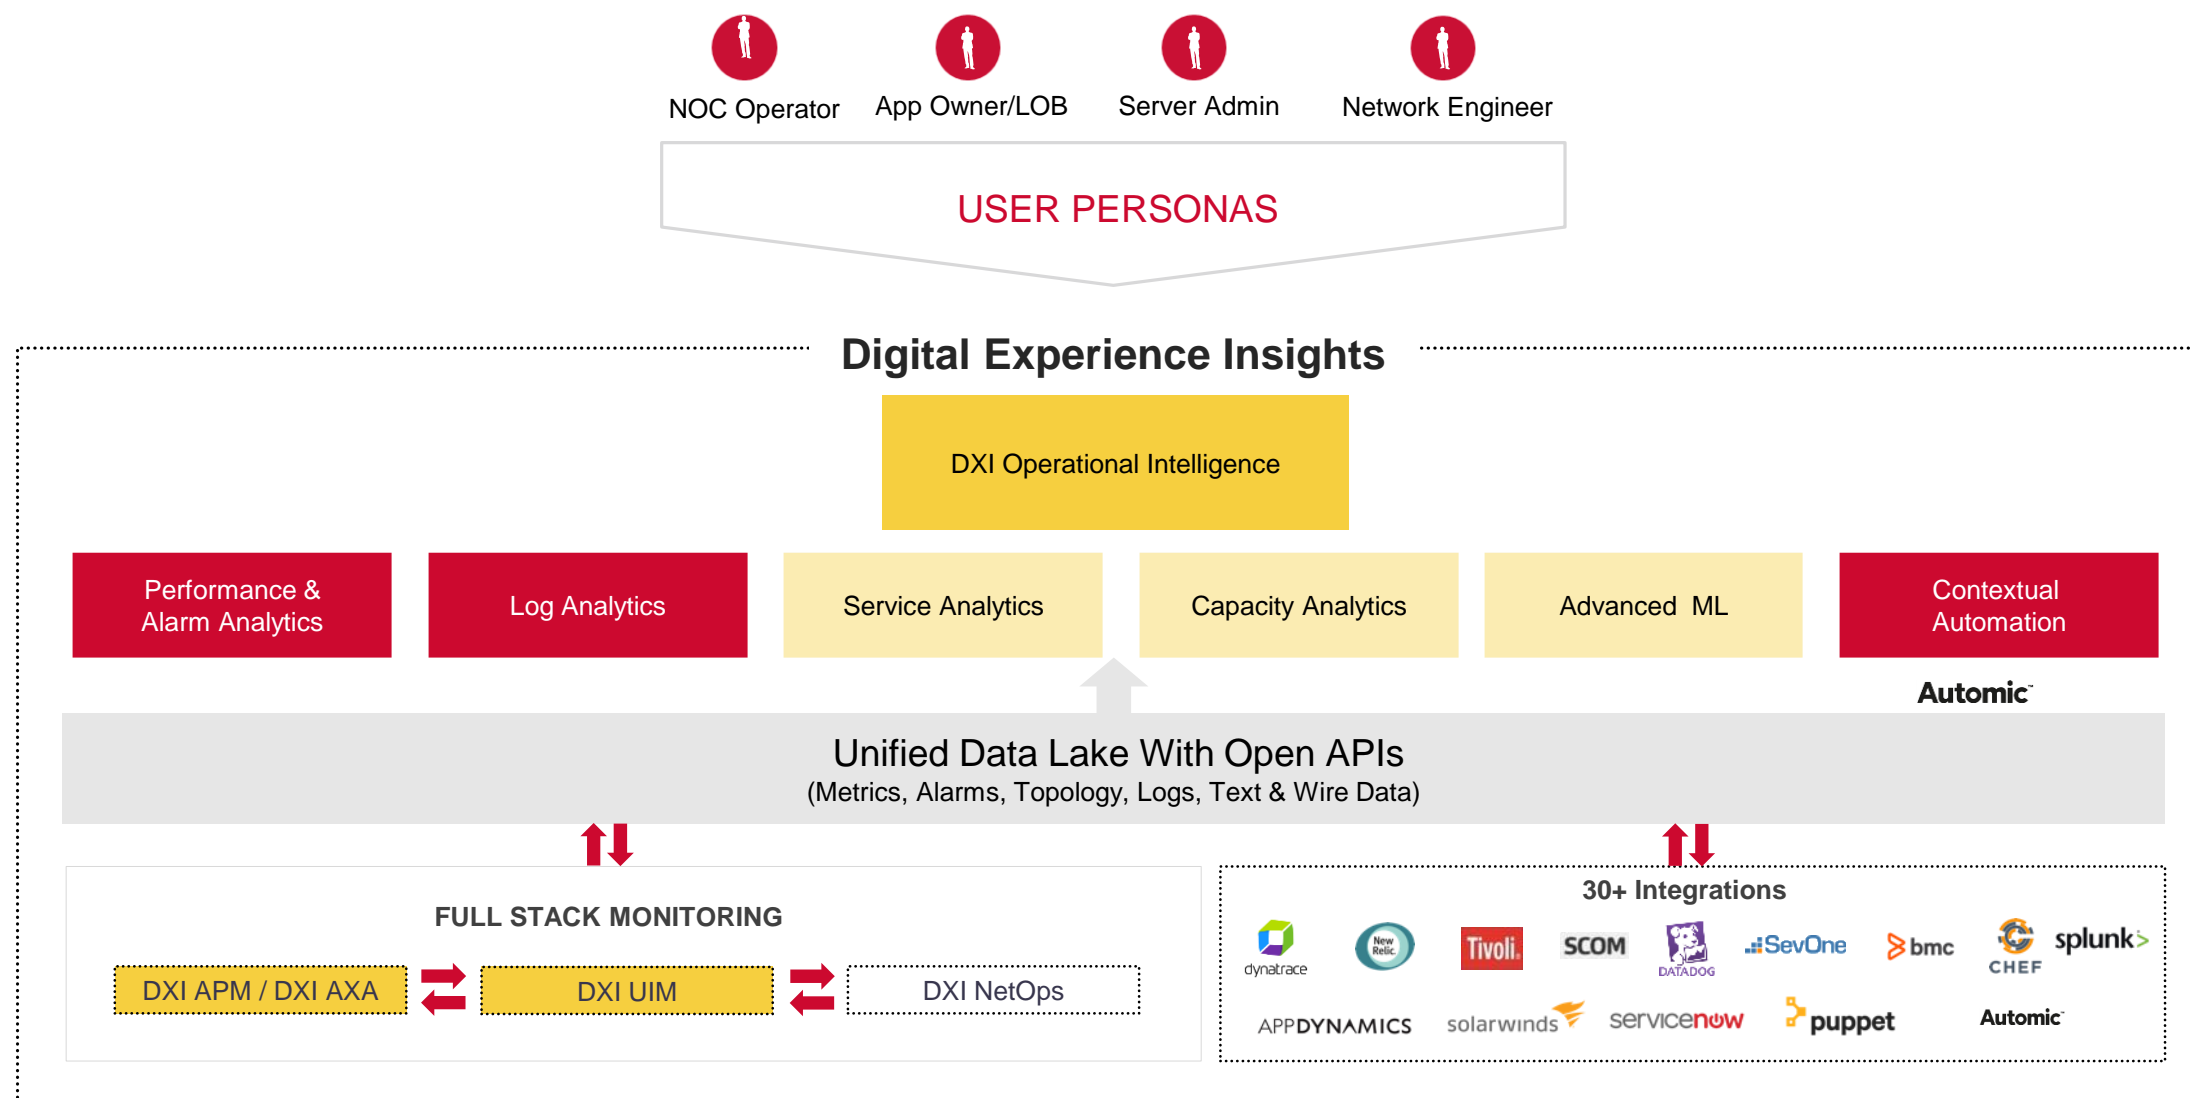 NOC Operator
App Owner/LOB
Server Admin
Network Engineer
USER PERSONAS
Digital Experience Insights
DXI Operational Intelligence
Performance &
Alarm Analytics
Log Analytics
Service Analytics
Capacity Analytics
Advanced ML
Contextual
Automation
Automic™
Unified Data Lake With Open APIs
(Metrics, Alarms, Topology, Logs, Text & Wire Data)
FULL STACK MONITORING
DXI APM / DXI AXA
DXI UIM
DXI NetOps
30+ Integrations
dynatrace
New
Relic.
Tivoli.
SCOM
DATADOG
SevOne
bmc
CHEF
splunk>
APPDYNAMICS
solarwinds
servicenow
puppet
Automic